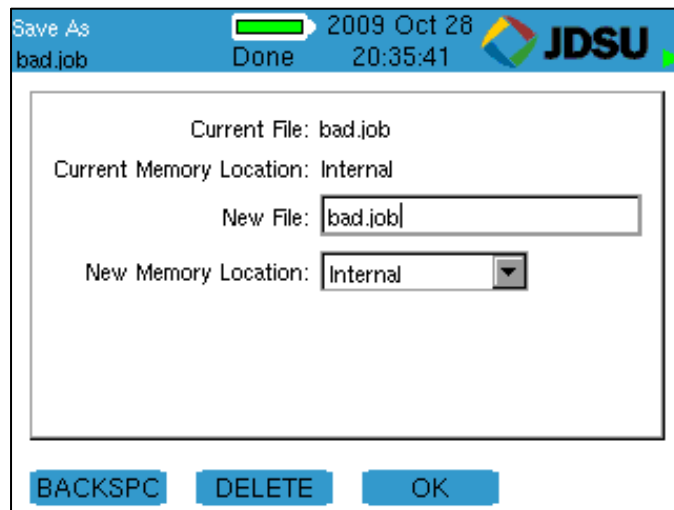 Save As
2009 Oct 28
JDSU
bad.job
Done
20:35:41
Current File: bad.job
Current Memory Location: Internal
New File: bad.job
New Memory Location: Internal
BACKSPC
DELETE
OK